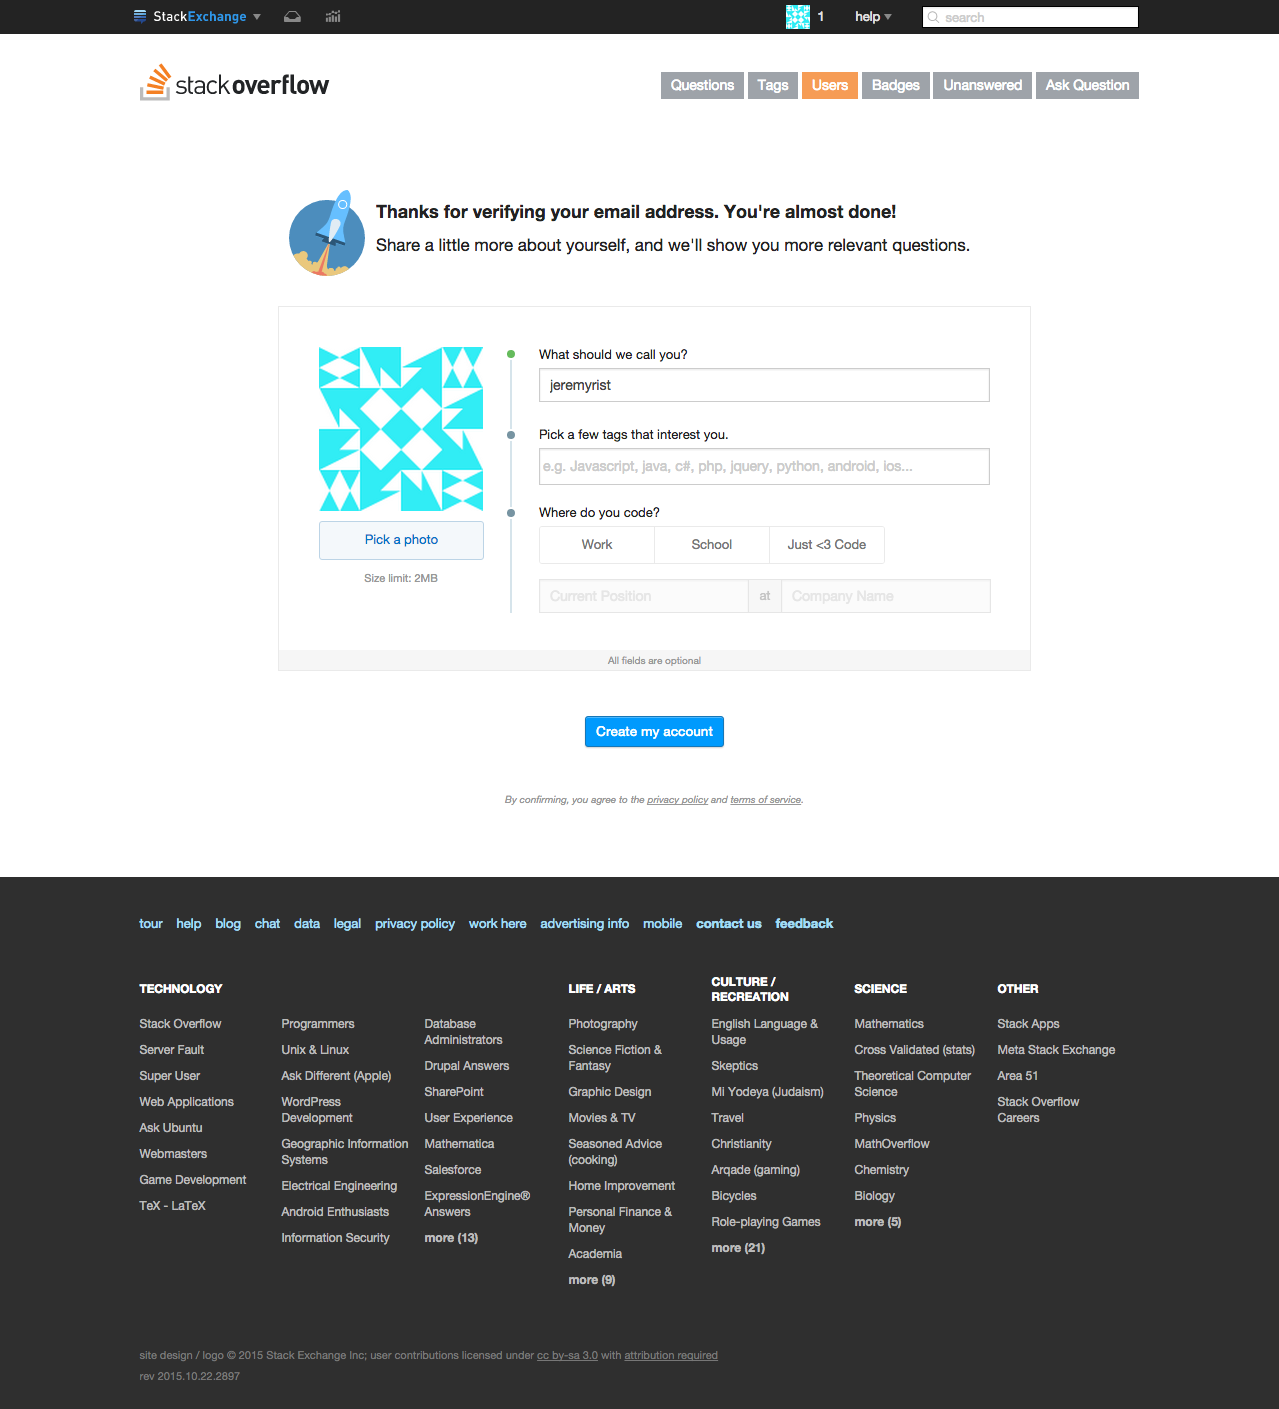 StackExchange
1
help
search
stackoverflow
Questions Tags Users Badges Unanswered Ask Question
Thanks for verifying your email address. You're almost done!
Share a little more about yourself, and we'll show you more relevant questions.
What should we call you?
jeremyrist
Pick a few tags that interest you.
e.g. Javascript, java, c#, php, jquery, python, android, ios...
Where do you code?
Work School Just <3 Code
Current Position at Company Name
Pick a photo
Size limit: 2MB
All fields are optional
Create my account
By confirming, you agree to the privacy policy and terms of service.
tour help blog chat data legal privacy policy work here advertising info mobile contact us feedback
TECHNOLOGY
Stack Overflow
Server Fault
Super User
Web Applications
Ask Ubuntu
Webmasters
Game Development
TeX - LaTeX
Programmers
Unix & Linux
Ask Different (Apple)
WordPress
Development
Geographic Information
Systems
Electrical Engineering
Android Enthusiasts
Information Security
Database
Administrators
Drupal Answers
SharePoint
User Experience
Mathematica
Salesforce
ExpressionEngine®
Answers
more (13)
LIFE / ARTS
Photography
Science Fiction &
Fantasy
Graphic Design
Movies & TV
Seasoned Advice
(cooking)
Home Improvement
Personal Finance &
Money
Academia
more (9)
CULTURE /
RECREATION
English Language &
Usage
Skeptics
Mi Yodeya (Judaism)
Travel
Christianity
Arqade (gaming)
Bicycles
Role-playing Games
more (21)
SCIENCE
Mathematics
Cross Validated (stats)
Theoretical Computer
Science
Physics
MathOverflow
Chemistry
Biology
more (5)
OTHER
Stack Apps
Meta Stack Exchange
Area 51
Stack Overflow
Careers
site design / logo © 2015 Stack Exchange Inc; user contributions licensed under cc by-sa 3.0 with attribution required
rev 2015.10.22.2897